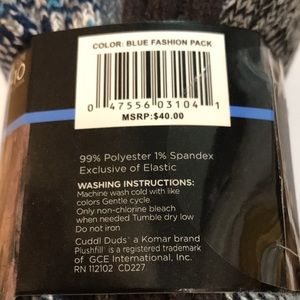 COLOR: BLUE FASHION PACK
0 47556 03104 1
MSRP:$40.00
99% Polyester 1% Spandex
Exclusive of Elastic
WASHING INSTRUCTIONS:
Machine wash cold with like
colors Gentle cycle
Only non-chlorine bleach
when needed Tumble dry low
Do not iron
Cuddl Duds® a Komar brand
Plushfill® is registered trademark
of GCE International, Inc.
RN 112102 CD227